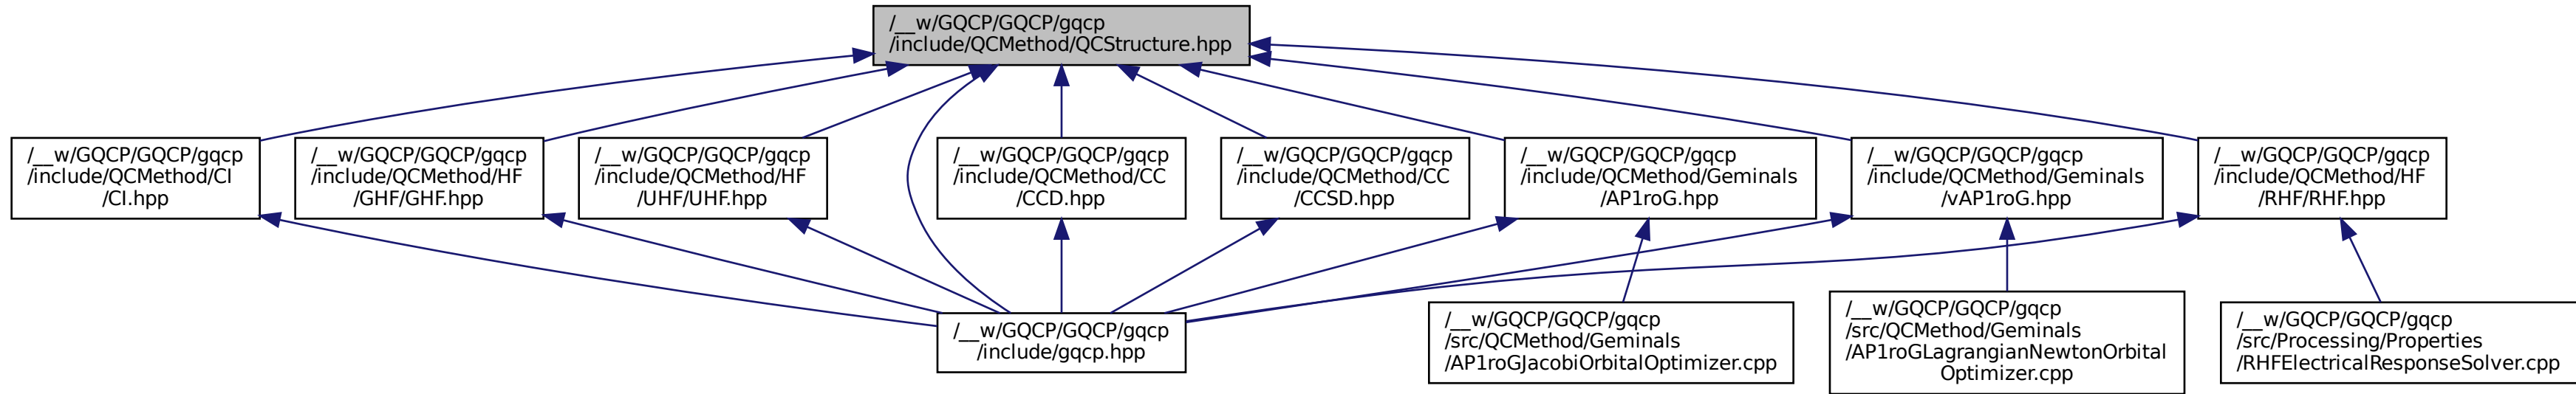 /__w/GQCP/GQCP/gqcp
/include/QCMethod/QCStructure.hpp
/__w/GQCP/GQCP/gqcp
/include/QCMethod/CI
/CI.hpp
/__w/GQCP/GQCP/gqcp
/include/QCMethod/HF
/GHF/GHF.hpp
/__w/GQCP/GQCP/gqcp
/include/QCMethod/HF
/UHF/UHF.hpp
/__w/GQCP/GQCP/gqcp
/include/QCMethod/CC
/CCD.hpp
/__w/GQCP/GQCP/gqcp
/include/QCMethod/CC
/CCSD.hpp
/__w/GQCP/GQCP/gqcp
/include/QCMethod/Geminals
/AP1roG.hpp
/__w/GQCP/GQCP/gqcp
/include/QCMethod/Geminals
/vAP1roG.hpp
/__w/GQCP/GQCP/gqcp
/include/QCMethod/HF
/RHF/RHF.hpp
/__w/GQCP/GQCP/gqcp
/include/gqcp.hpp
/__w/GQCP/GQCP/gqcp
/src/QCMethod/Geminals
/AP1roGJacobiOrbitalOptimizer.cpp
/__w/GQCP/GQCP/gqcp
/src/QCMethod/Geminals
/AP1roGLagrangianNewtonOrbital
Optimizer.cpp
/__w/GQCP/GQCP/gqcp
/src/Processing/Properties
/RHFElectricalResponseSolver.cpp